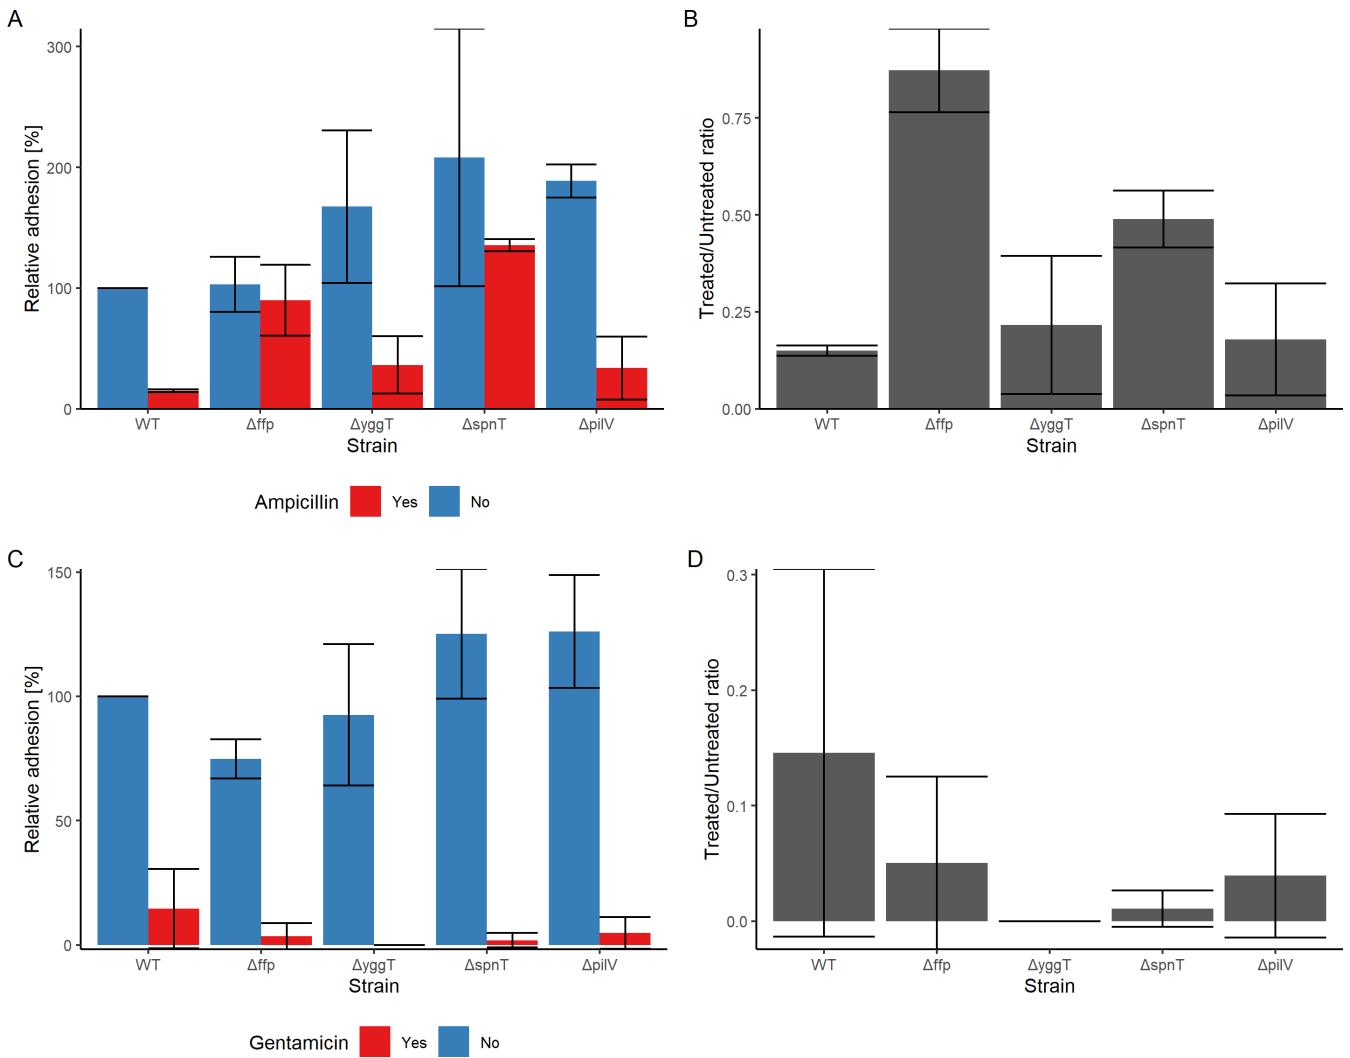 A
Relative adhesion [%]
300
200
100
0
WT Δffp ΔyggT ΔspnT ΔpilV
Strain
Ampicillin Yes No
B
Treated/Untreated ratio
0.75
0.50
0.25
0.00
WT Δffp ΔyggT ΔspnT ΔpilV
Strain
C
Relative adhesion [%]
150
100
50
0
WT Δffp ΔyggT ΔspnT ΔpilV
Strain
Gentamicin Yes No
D
Treated/Untreated ratio
0.3
0.2
0.1
0.0
WT Δffp ΔyggT ΔspnT ΔpilV
Strain